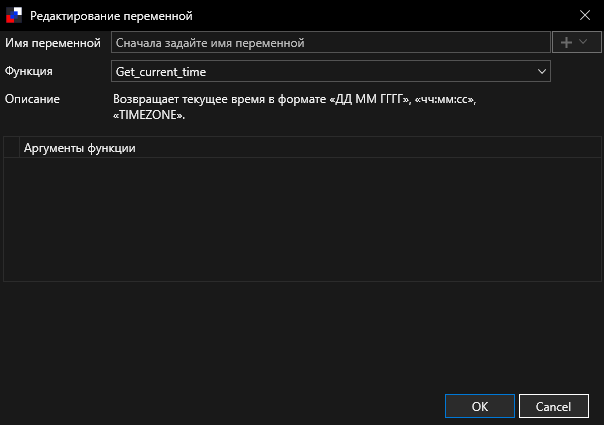 Редактирование переменной
Имя переменной Сначала задайте имя переменной
Функция Get_current_time
Описание Возвращает текущее время в формате «ДД ММ ГГГГ», «чч:мм:сс»,
«TIMEZONE».
Аргументы функции
OK Cancel